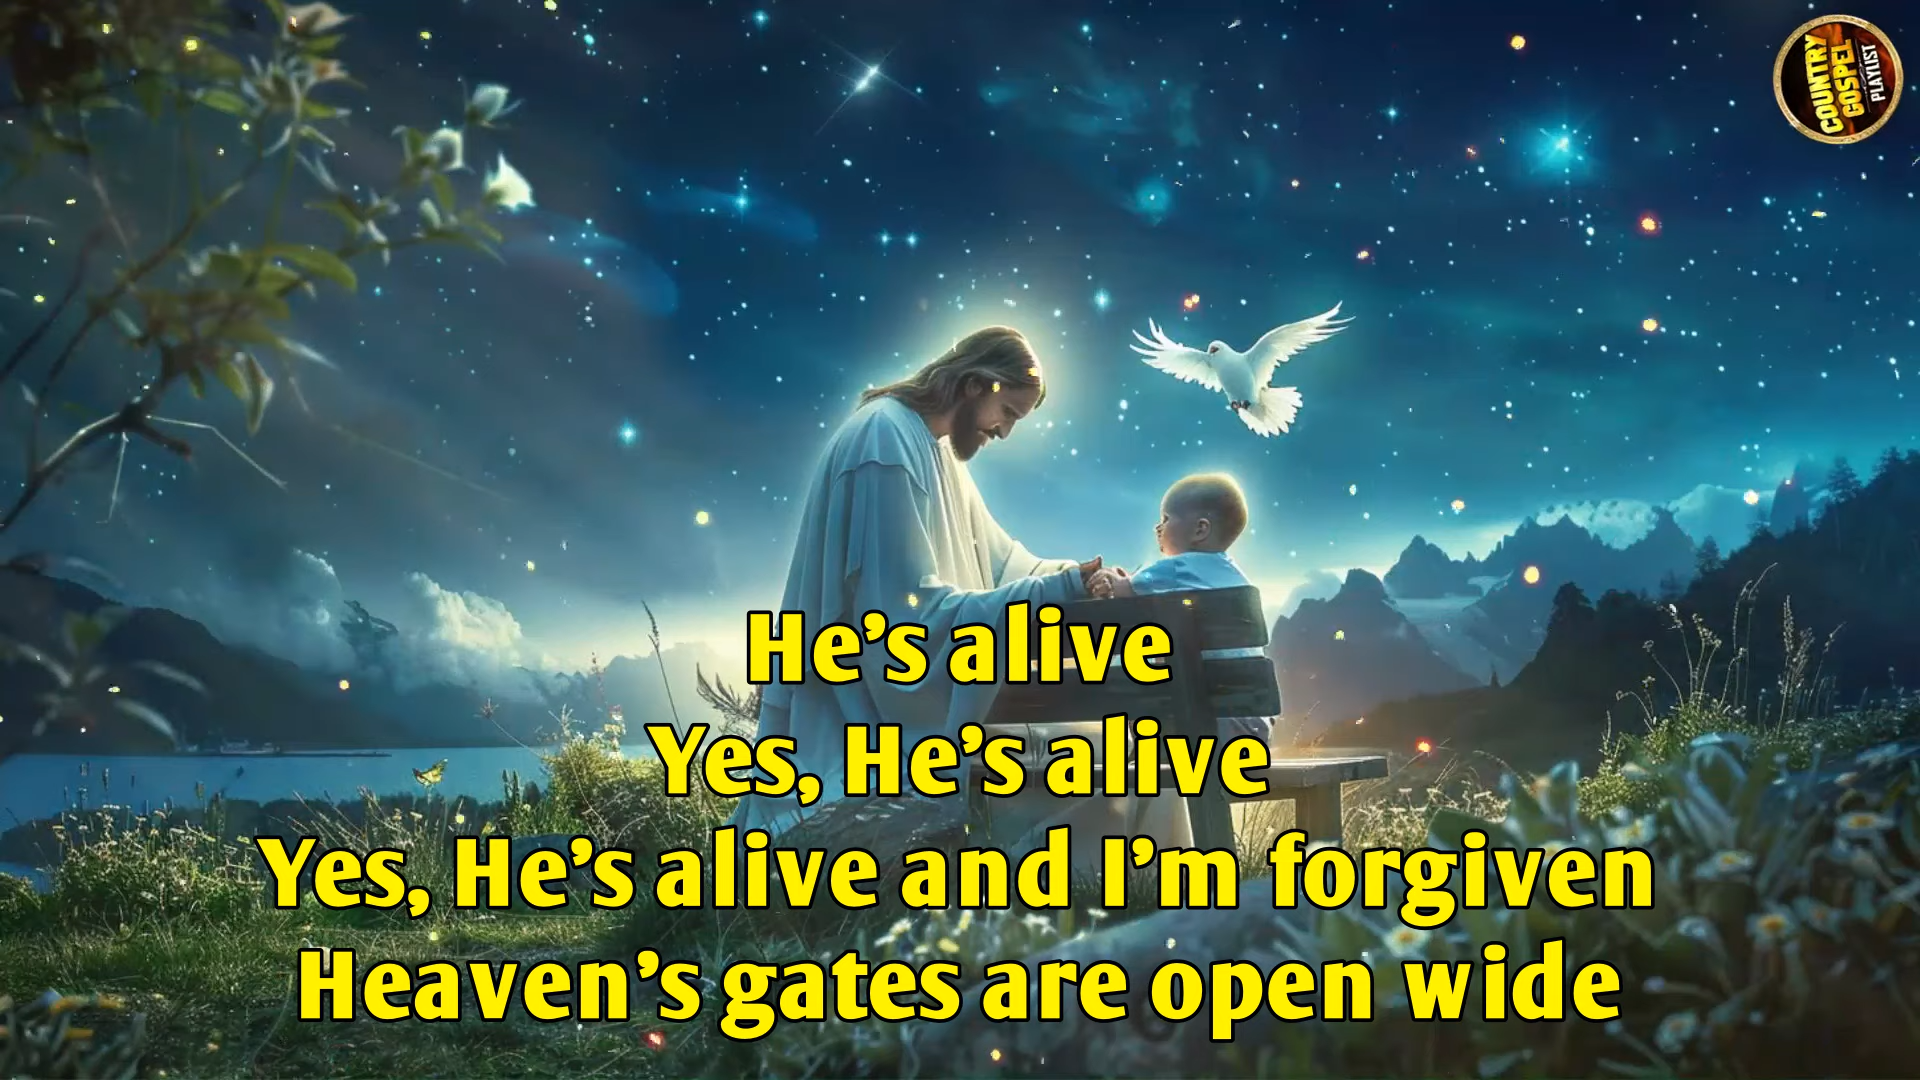 COUNTRY
GOSPEL
PLAYLIST
He's alive
Yes, He's alive
Yes, He's alive and I'm forgiven
Heaven's gates are open wide